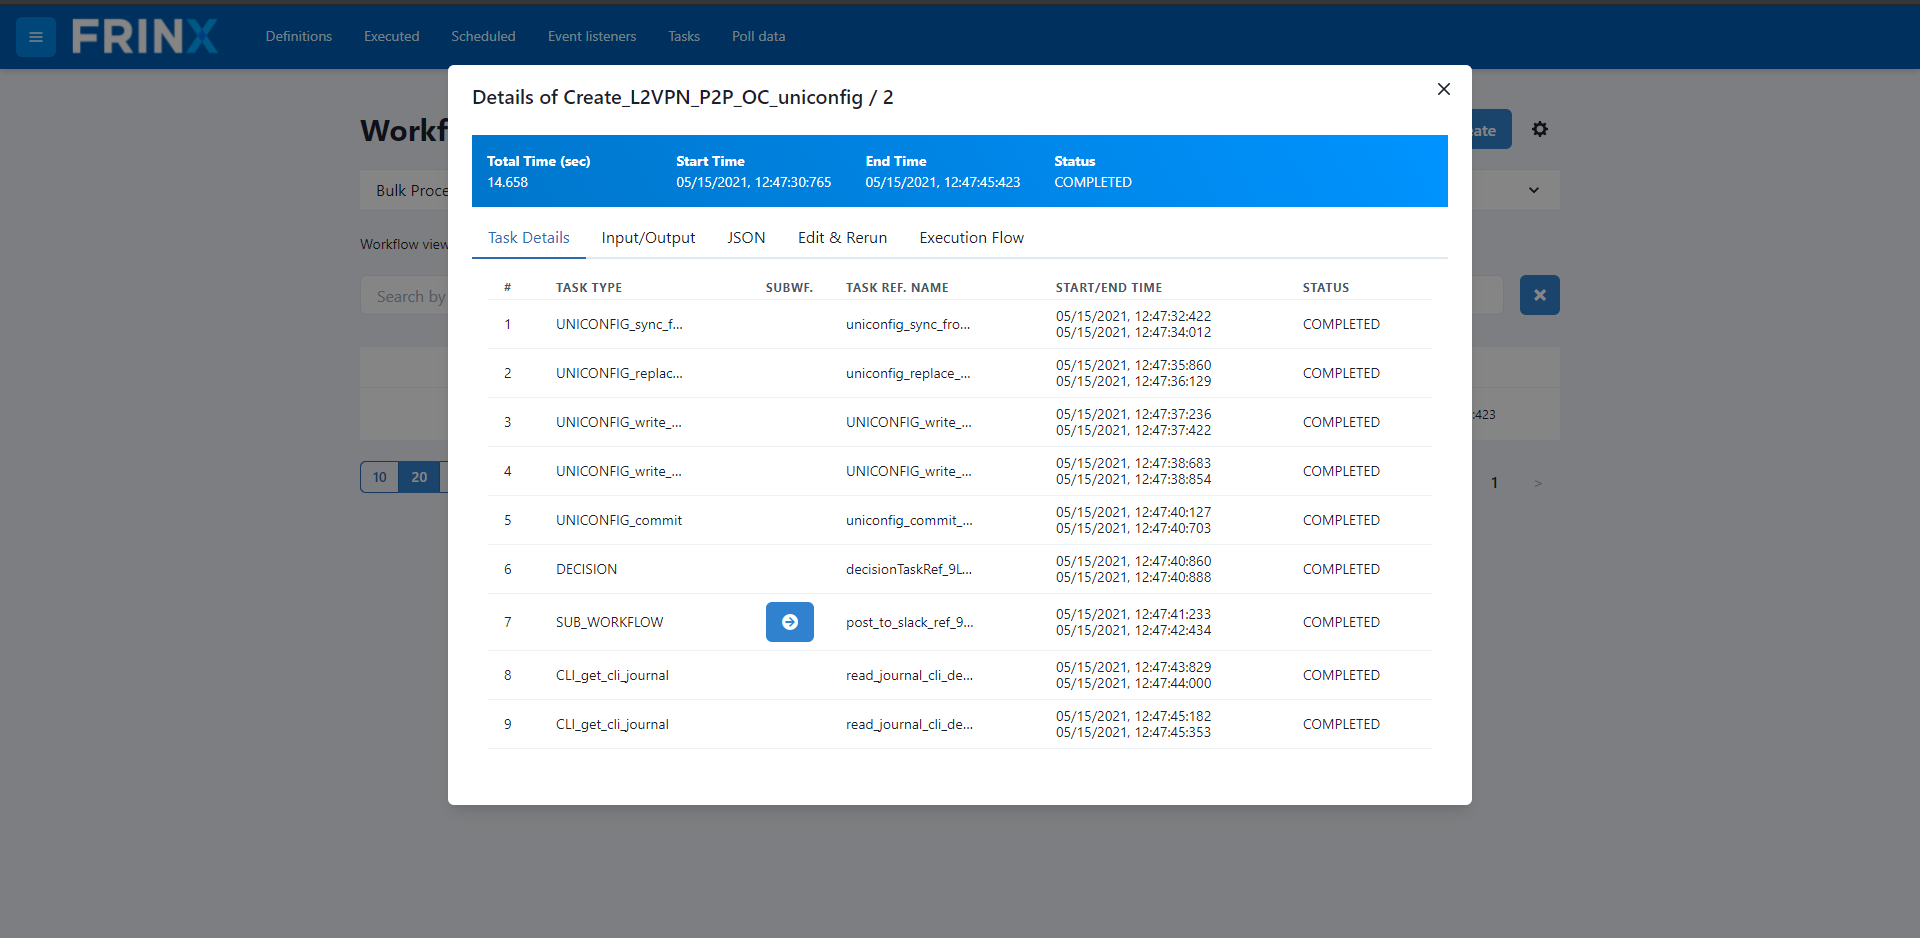 FRINX Definitions Executed Scheduled Event listeners Tasks Poll data
Details of Create_L2VPN_P2P_OC_uniconfig / 2
Workf
eate
Total Time (sec) Start Time End Time Status
14.658 05/15/2021, 12:47:30:765 05/15/2021, 12:47:45:423 COMPLETED
Bulk Proce
Task Details Input/Output JSON Edit & Rerun Execution Flow
Workflow view
# TASK TYPE SUBWF. TASK REF. NAME START/END TIME STATUS
Search by
1 UNICONFIG_sync_f... uniconfig_sync_fro... 05/15/2021, 12:47:32:422 COMPLETED
05/15/2021, 12:47:34:012
2 UNICONFIG_replac... uniconfig_replace_... 05/15/2021, 12:47:35:860 COMPLETED
05/15/2021, 12:47:36:129
3 UNICONFIG_write_... UNICONFIG_write_... 05/15/2021, 12:47:37:236 COMPLETED
05/15/2021, 12:47:37:422
:423
4 UNICONFIG_write_... UNICONFIG_write_... 05/15/2021, 12:47:38:683 COMPLETED
05/15/2021, 12:47:38:854
10 20
1 >
5 UNICONFIG_commit uniconfig_commit_... 05/15/2021, 12:47:40:127 COMPLETED
05/15/2021, 12:47:40:703
6 DECISION decisionTaskRef_9L... 05/15/2021, 12:47:40:860 COMPLETED
05/15/2021, 12:47:40:888
7 SUB_WORKFLOW post_to_slack_ref_9... 05/15/2021, 12:47:41:233 COMPLETED
05/15/2021, 12:47:42:434
8 CLI_get_cli_journal read_journal_cli_de... 05/15/2021, 12:47:43:829 COMPLETED
05/15/2021, 12:47:44:000
9 CLI_get_cli_journal read_journal_cli_de... 05/15/2021, 12:47:45:182 COMPLETED
05/15/2021, 12:47:45:353